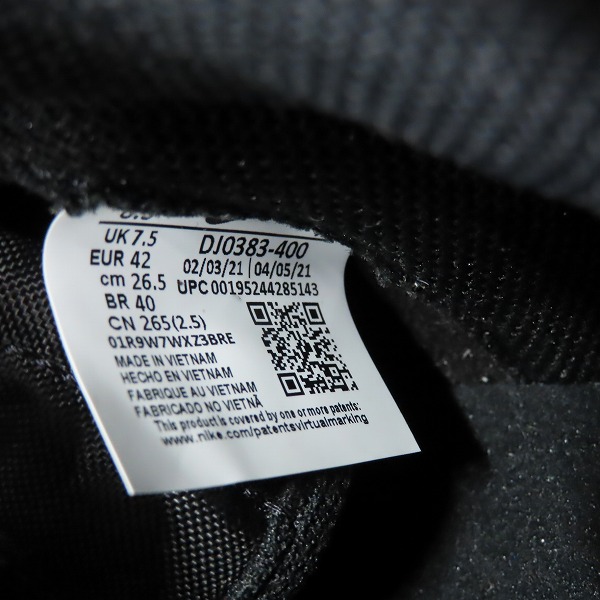 UK 7.5
EUR 42
cm 26.5
BR 40
CN 265(2.5)
01R9W7WXZ3BRE
DJ0383-400
02/03/21 | 04/05/21
UPC 00195244285143
MADE IN VIETNAM
HECHO EN VIETNAM
FABRIQUE AU VIETNAM
FABRICADO NO VIETNÃ
This product is covered by one or more patents:
www.nike.com/patentsvirtualmarking